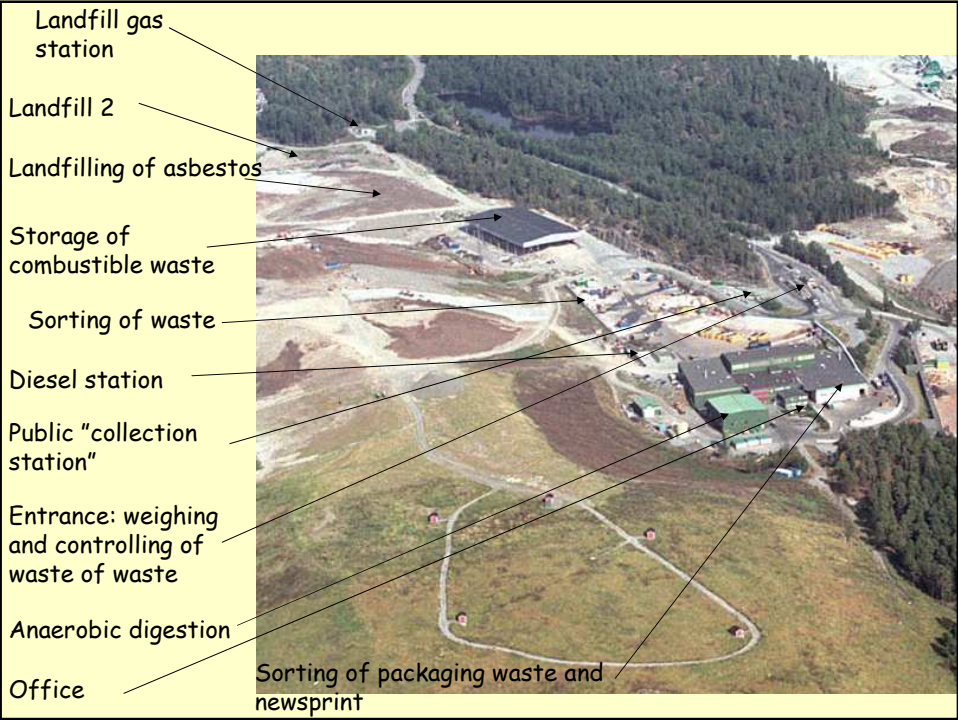 Landfill gas
station
Landfill 2
Landfilling of asbestos
Storage of
combustible waste
Sorting of waste
Diesel station
Public ”collection
station”
Entrance: weighing
and controlling of
waste of waste
Anaerobic digestion
Office
Sorting of packaging waste and
newsprint